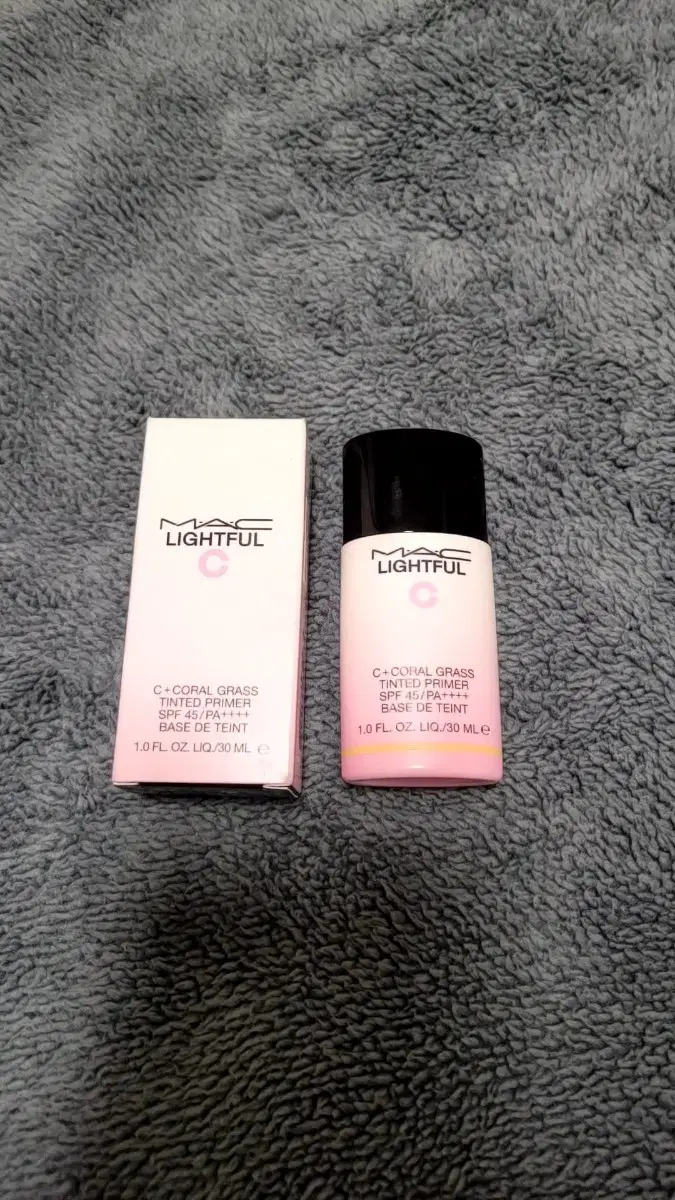 MAC
LIGHTFUL
C
C+CORAL GRASS
TINTED PRIMER
SPF 45/PA++++
BASE DE TEINT
1.0 FL. OZ. LIQ./30 ML e
MAC
LIGHTFUL
C
C+CORAL GRASS
TINTED PRIMER
SPF 45/PA++++
BASE DE TEINT
1.0 FL. OZ. LIQ./30 ML e